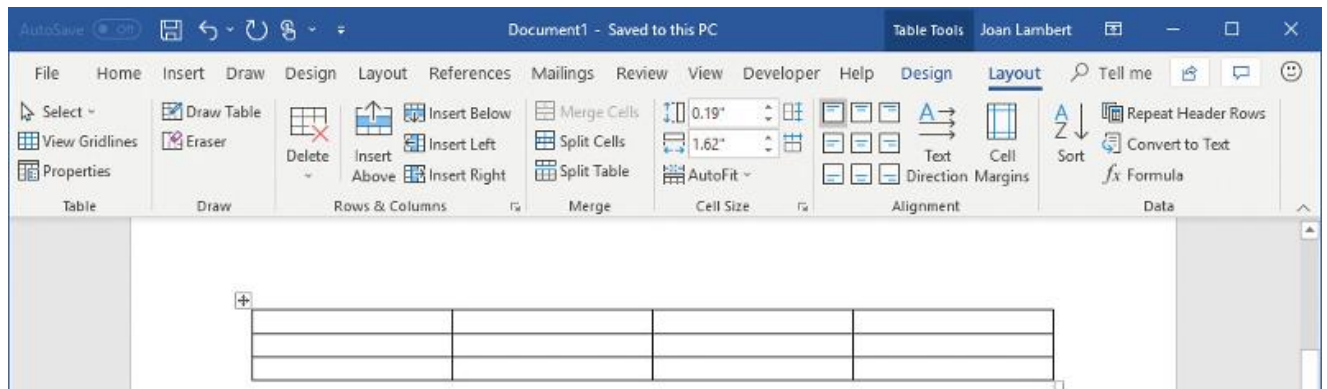 AutoSave Off Document1 - Saved to this PC Table Tools Joan Lambert
File Home Insert Draw Design Layout References Mailings Review View Developer Help Design Layout Tell me
Select Draw Table Delete Insert Above Insert Below Merge Cells 0.19" Text Direction Cell Margins Sort Repeat Header Rows
View Gridlines Eraser Insert Left Split Cells 1.62" Convert to Text
Properties Insert Right Split Table AutoFit fx Formula
Table Draw Rows & Columns Merge Cell Size Alignment Data